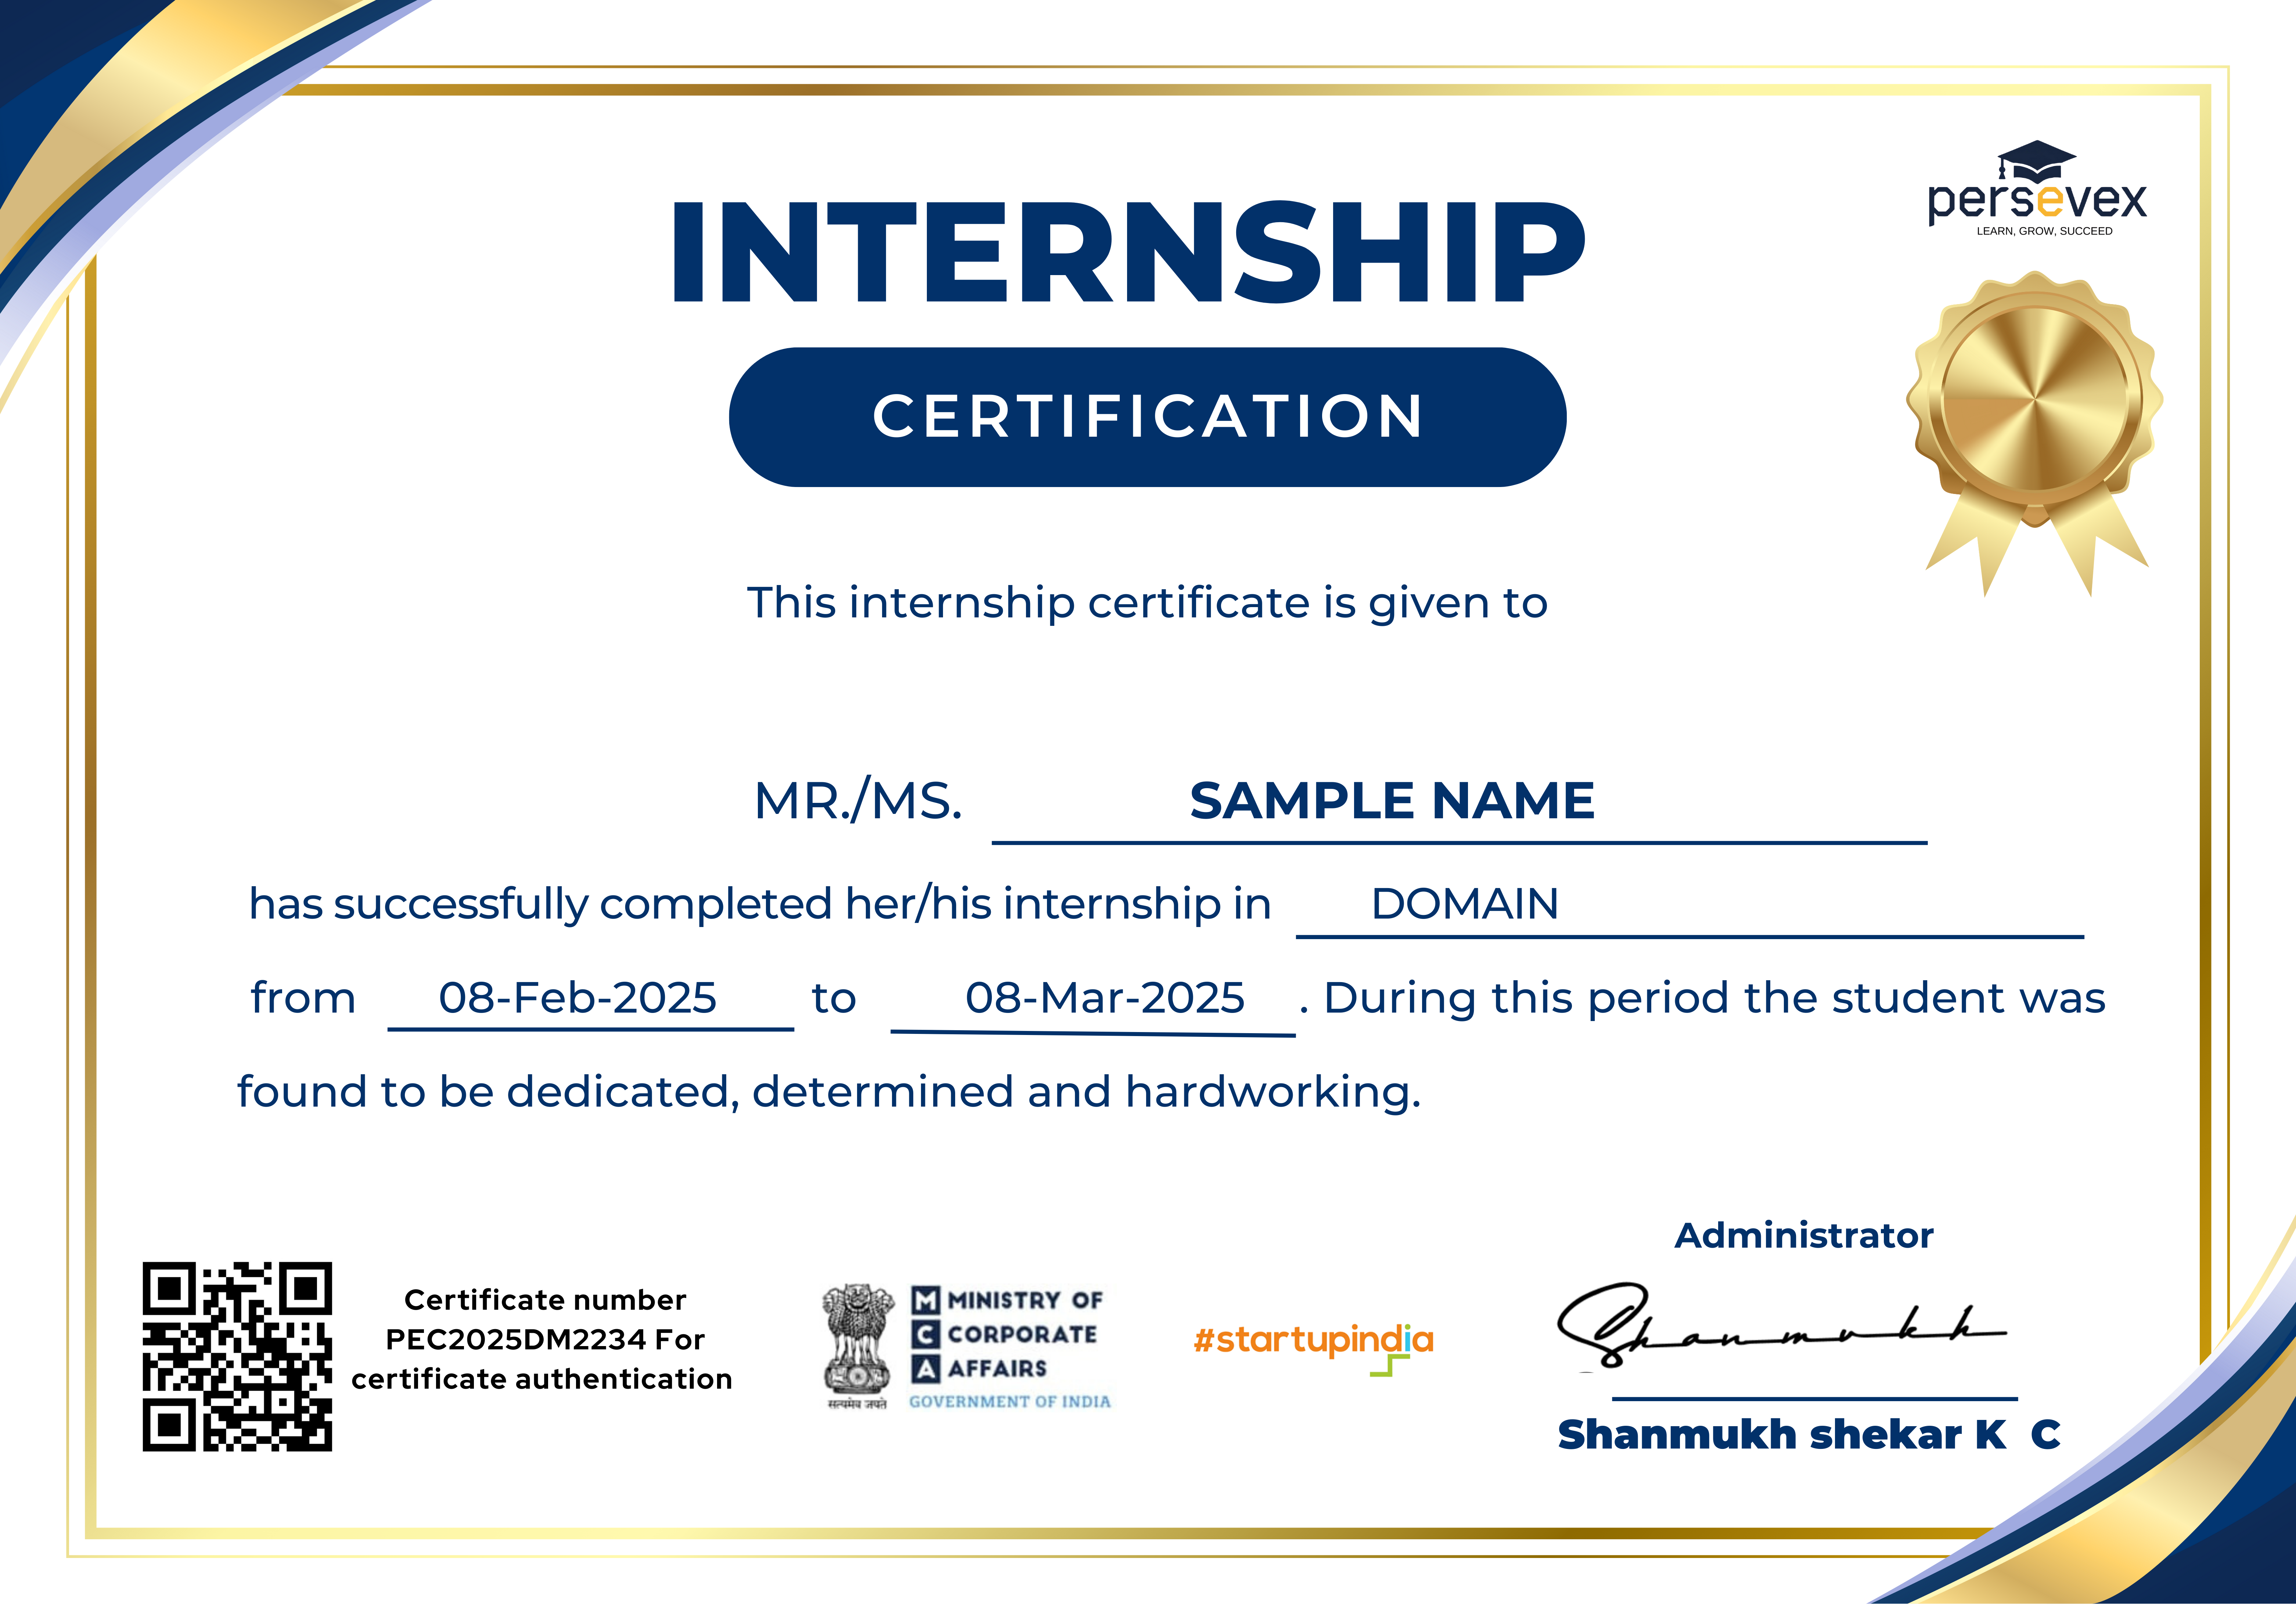 persevex
LEARN, GROW, SUCCEED
INTERNSHIP
CERTIFICATION
This internship certificate is given to
MR./MS. SAMPLE NAME
has successfully completed her/his internship in DOMAIN
from 08-Feb-2025 to 08-Mar-2025 . During this period the student was
found to be dedicated, determined and hardworking.
Certificate number
PEC2025DM2234 For
certificate authentication
सत्यमेव जयते
M MINISTRY OF
C CORPORATE
A AFFAIRS
GOVERNMENT OF INDIA
#startupindia
Administrator
Shanmukh
Shanmukh shekar K C